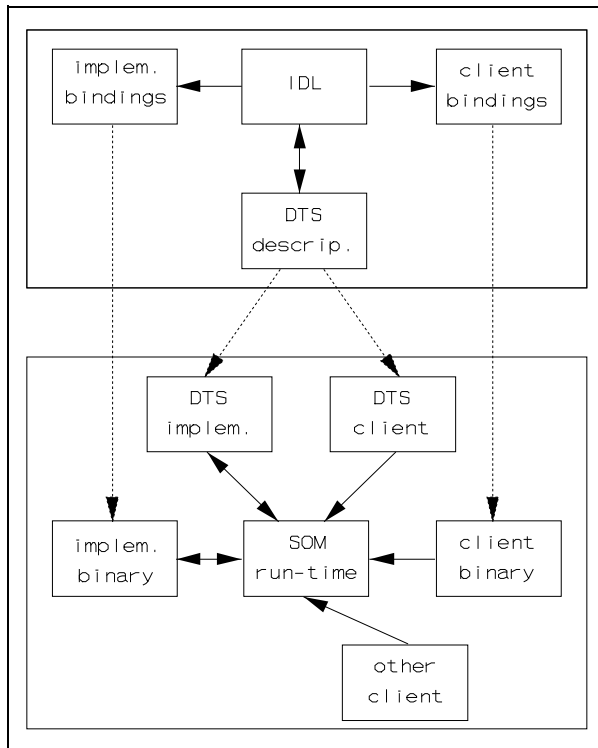 implem.
bindings
IDL
client
bindings
DTS
descrip.
DTS
implem.
DTS
client
implem.
binary
SOM
run-time
client
binary
other
client